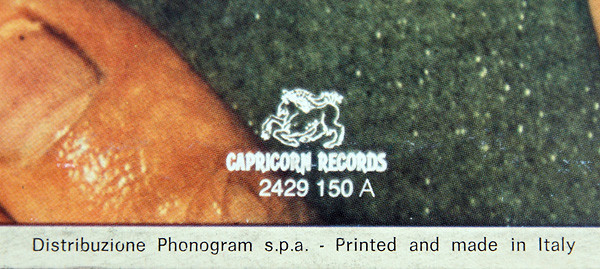 CAPRICORN RECORDS
2429 150 A
Distribuzione Phonogram s.p.a. - Printed and made in Italy